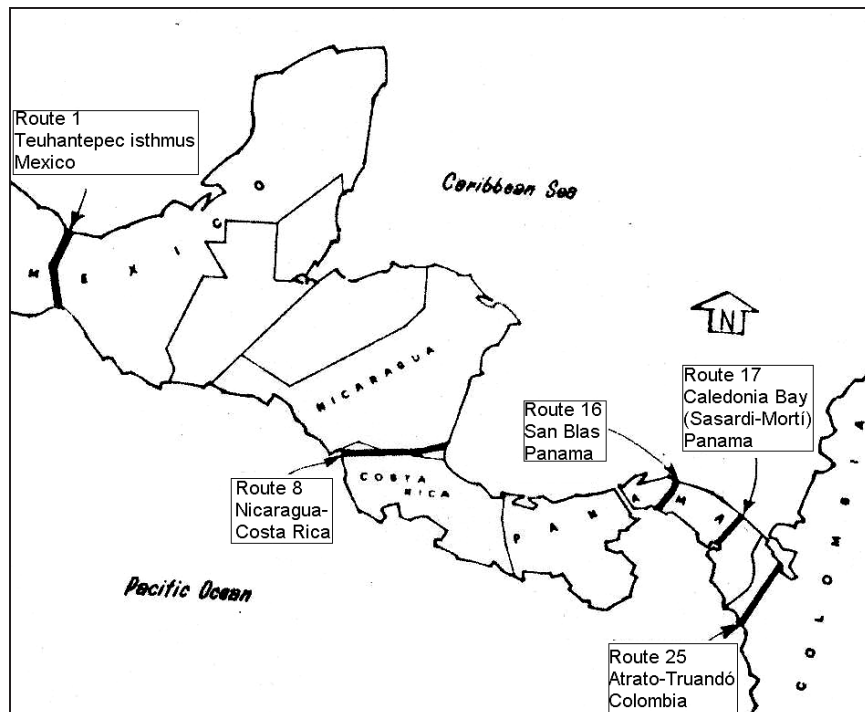 Route 1
Teuhantepec isthmus
Mexico
Caribbean Sea
MEXICO
N
NICARAGUA
Route 17
Caledonia Bay
(Sasardi-Mortí)
Panama
Route 16
San Blas
Panama
COSTA
RICA
Route 8
Nicaragua-
Costa Rica
PANAMA
COLOMBIA
Pacific Ocean
Route 25
Atrato-Truandó
Colombia